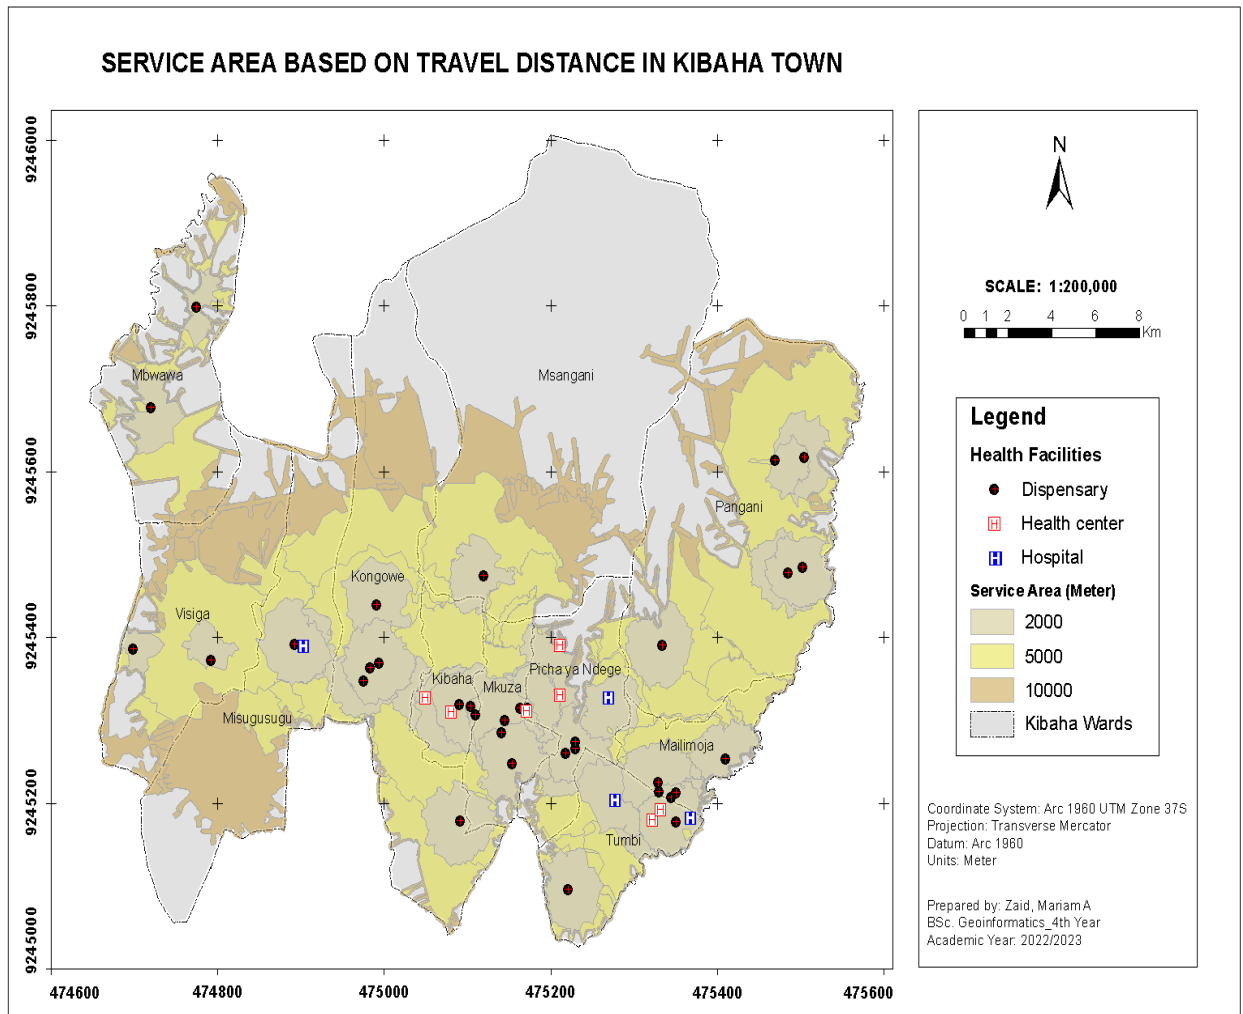 SERVICE AREA BASED ON TRAVEL DISTANCE IN KIBAHA TOWN
9246000
9245800
9245600
9245400
9245200
9245000
474600
474800
475000
475200
475400
475600
Mbwawa
Msangani
Pangani
Kongowe
Visiga
Picha ya Ndege
Kibaha
Mkuza
Misugusugu
Mailimoja
Tumbi
N
SCALE: 1:200,000
0 1 2 4 6 8
Km
Legend
Health Facilities
Dispensary
H Health center
H Hospital
Service Area (Meter)
2000
5000
10000
Kibaha Wards
Coordinate System: Arc 1960 UTM Zone 37S
Projection: Transverse Mercator
Datum: Arc 1960
Units: Meter
Prepared by: Zaid, Mariam A
BSc. Geoinformatics_4th Year
Academic Year: 2022/2023